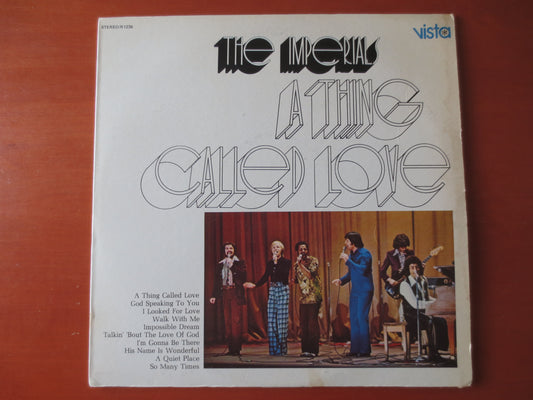 STEREO/R1236
vista
THE IMPERIALS
A THING
CALLED LOVE
A Thing Called Love
God Speaking To You
I Looked For Love
Walk With Me
Impossible Dream
Talkin' 'Bout The Love Of God
I'm Gonna Be There
His Name Is Wonderful
A Quiet Place
So Many Times